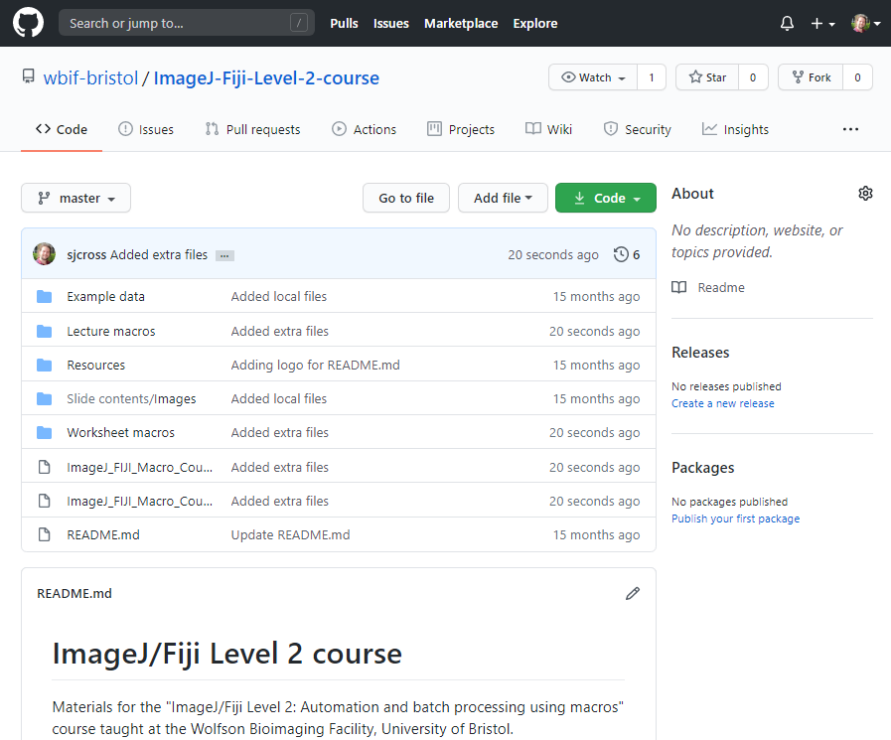 Search or jump to... / Pulls Issues Marketplace Explore
wbif-bristol / ImageJ-Fiji-Level-2-course Watch 1 Star 0 Fork 0
Code Issues Pull requests Actions Projects Wiki Security Insights ...
master Go to file Add file Code
About
No description, website, or
topics provided.
Readme
sjcross Added extra files ... 20 seconds ago 6
Example data Added local files 15 months ago
Lecture macros Added extra files 20 seconds ago
Resources Adding logo for README.md 15 months ago
Slide contents/Images Added local files 15 months ago
Worksheet macros Added extra files 20 seconds ago
ImageJ_FIJI_Macro_Cou... Added extra files 20 seconds ago
ImageJ_FIJI_Macro_Cou... Added extra files 20 seconds ago
README.md Update README.md 15 months ago
Releases
No releases published
Create a new release
Packages
No packages published
Publish your first package
README.md
ImageJ/Fiji Level 2 course
Materials for the "ImageJ/Fiji Level 2: Automation and batch processing using macros"
course taught at the Wolfson Bioimaging Facility, University of Bristol.